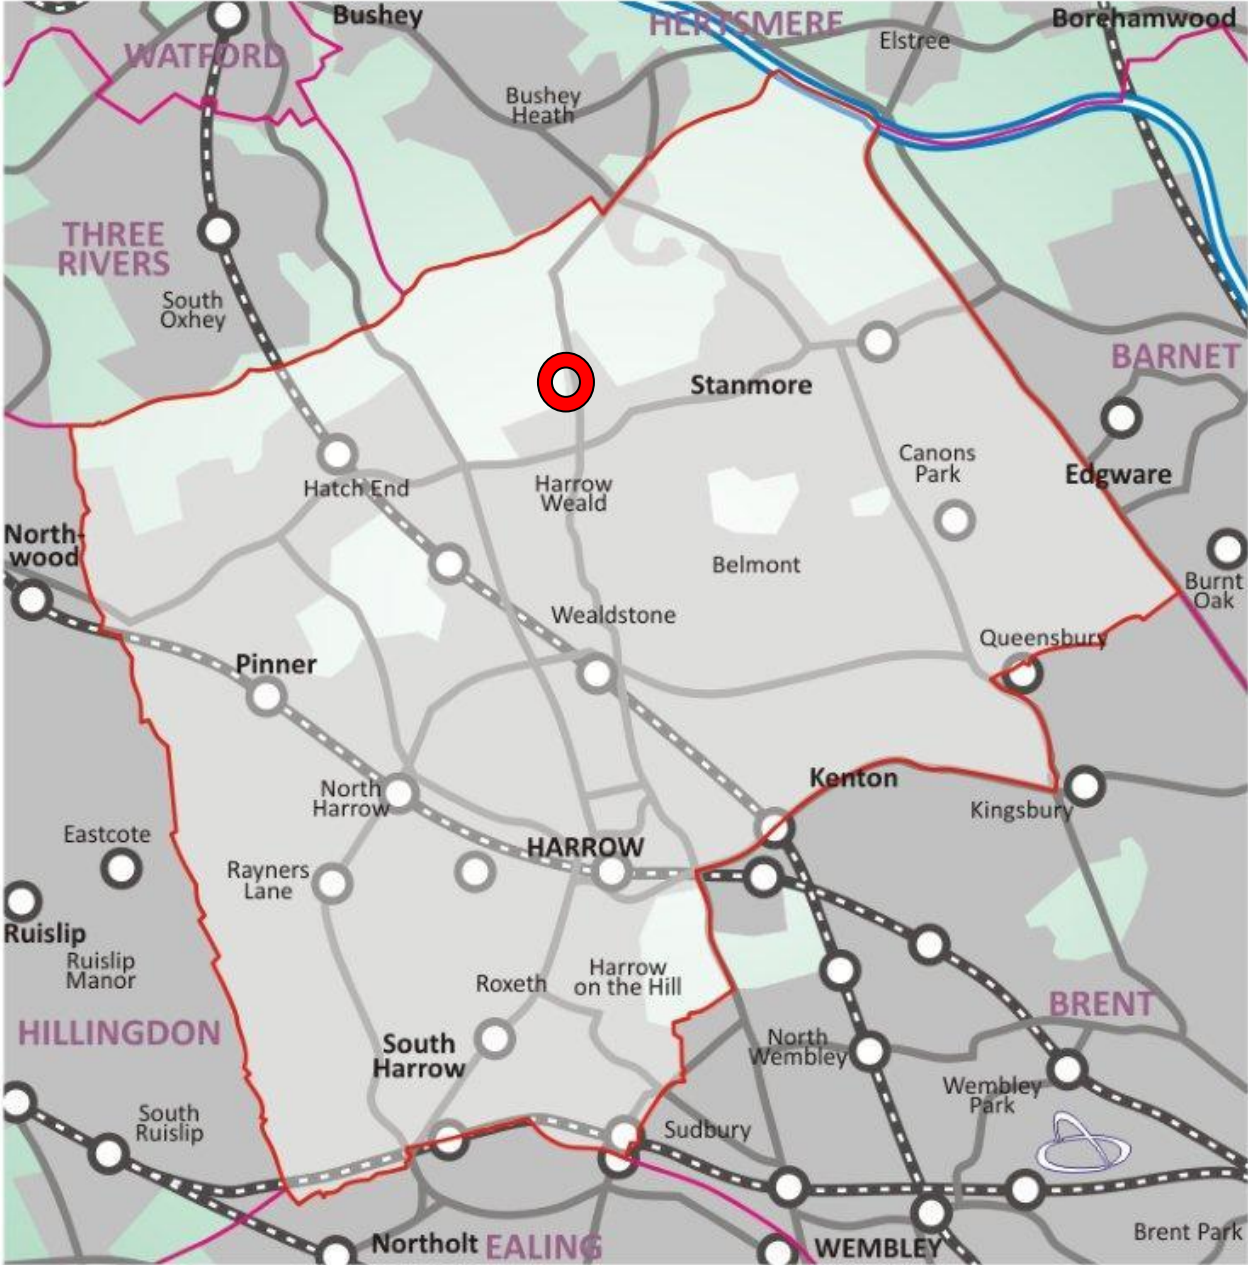 Bushey
HERTSMERE
Borehamwood
WATFORD
Elstree
Bushey
Heath
THREE
RIVERS
South
Oxhey
BARNET
Stanmore
Canons
Park
Edgware
Hatch End
Harrow
Weald
North-
wood
Belmont
Burnt
Oak
Wealdstone
Queensbury
Pinner
Kenton
North
Harrow
Kingsbury
Eastcote
HARROW
Rayners
Lane
Ruislip
Ruislip
Manor
Harrow
on the Hill
Roxeth
BRENT
HILLINGDON
South
Harrow
North
Wembley
Wembley
Park
South
Ruislip
Sudbury
Brent Park
Northolt
EALING
WEMBLEY